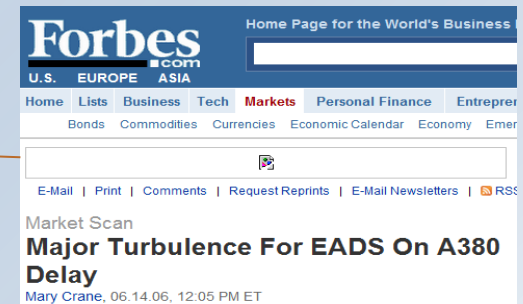 Forbes
.com
Home Page for the World's Business
U.S. EUROPE ASIA
Home Lists Business Tech Markets Personal Finance
Bonds Commodities Currencies Economic Calendar Economy
E-Mail | Print | Comments | Request Reprints | E-Mail Newsletters | RSS
Market Scan
Major Turbulence For EADS On A380
Delay
Mary Crane, 06.14.06, 12:05 PM ET